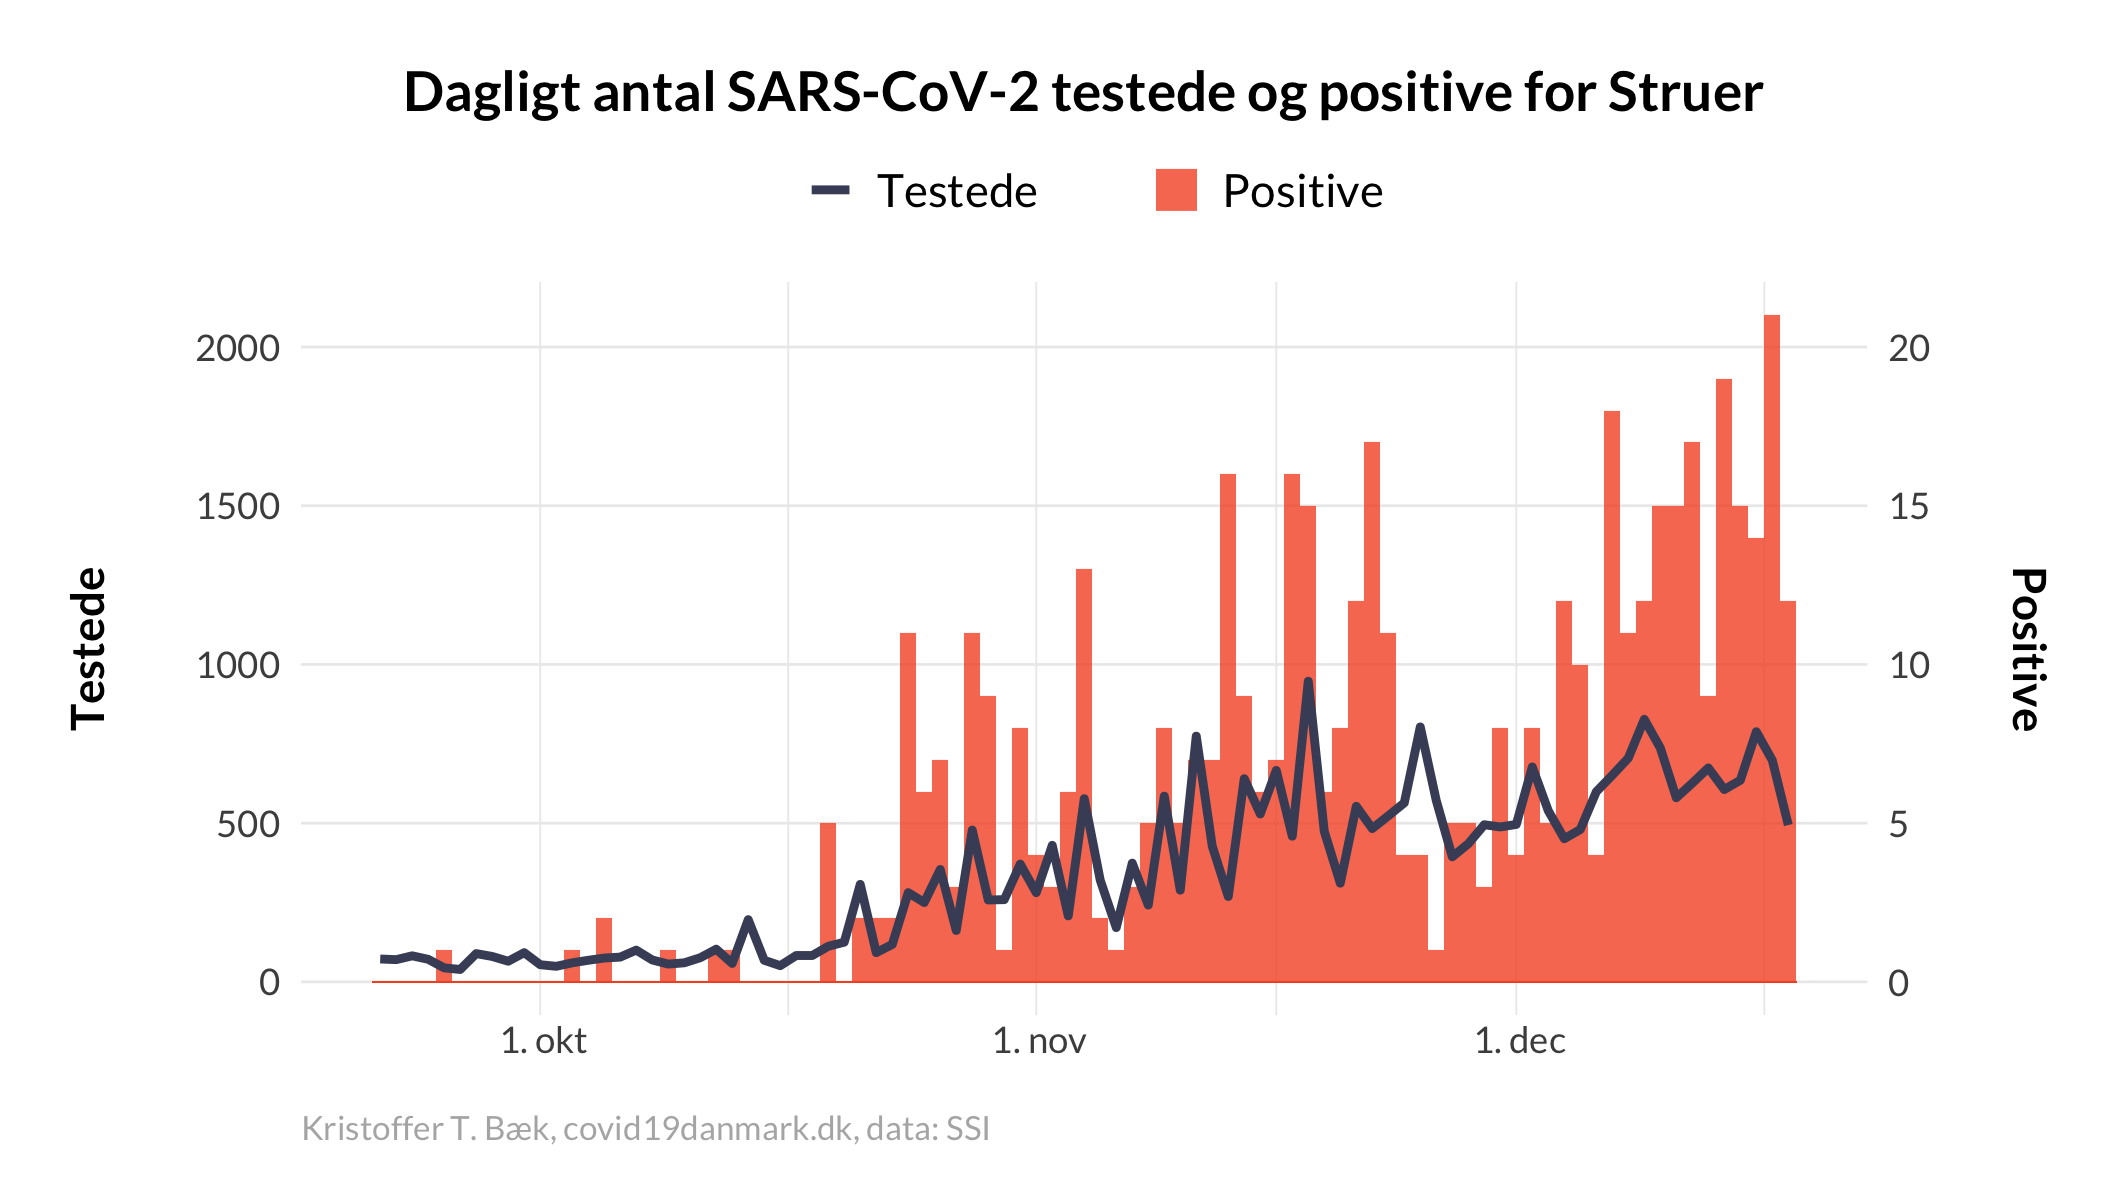 Dagligt antal SARS-CoV-2 testede og positive for Struer
Testede
Positive
2000
1500
1000
500
0
Testede
20
15
10
5
0
Positive
1. okt
1. nov
1. dec
Kristoffer T. Bæk, covid19danmark.dk, data: SSI